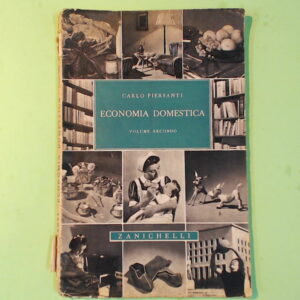 CARLO PIERSANTI
ECONOMIA DOMESTICA
VOLUME SECONDO
ZANICHELLI